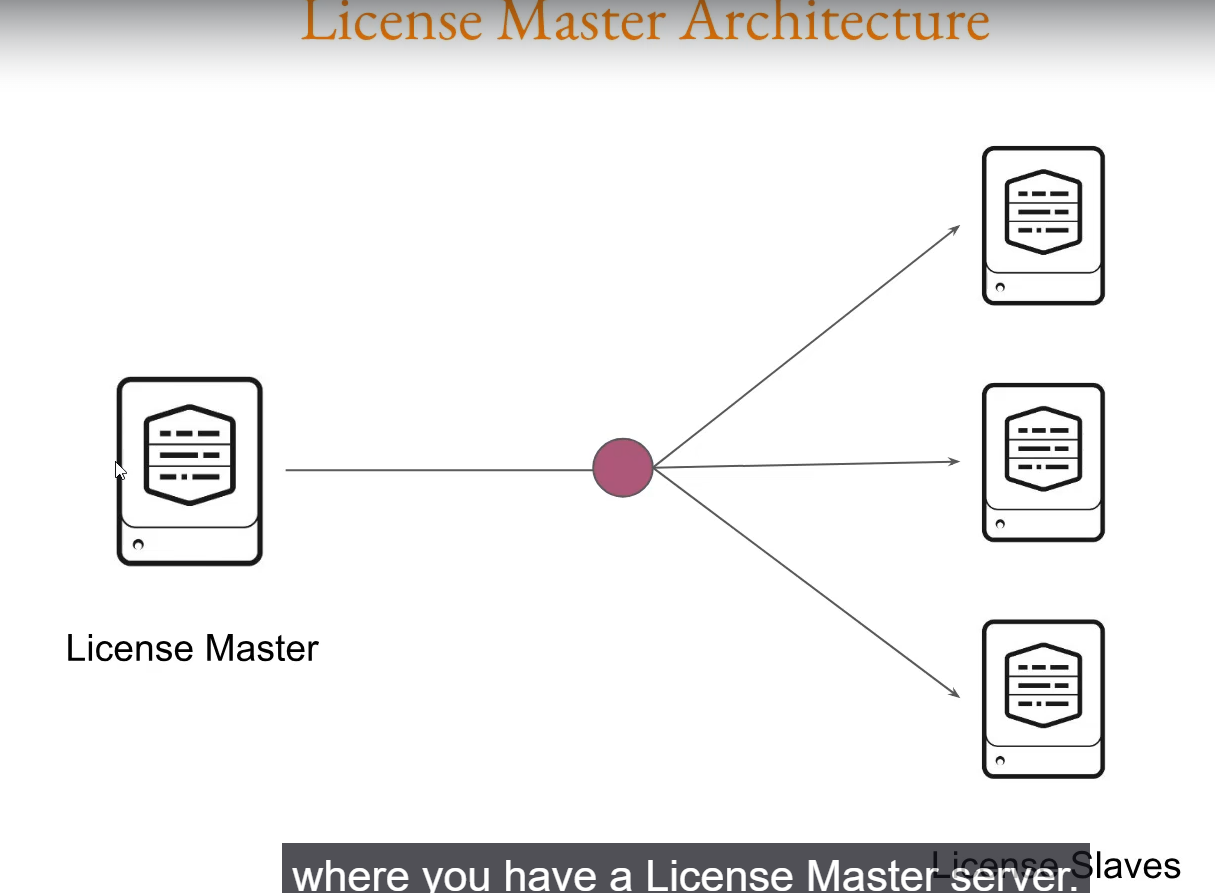 License Master Architecture
License Master
License Slaves
where you have a License Master server.